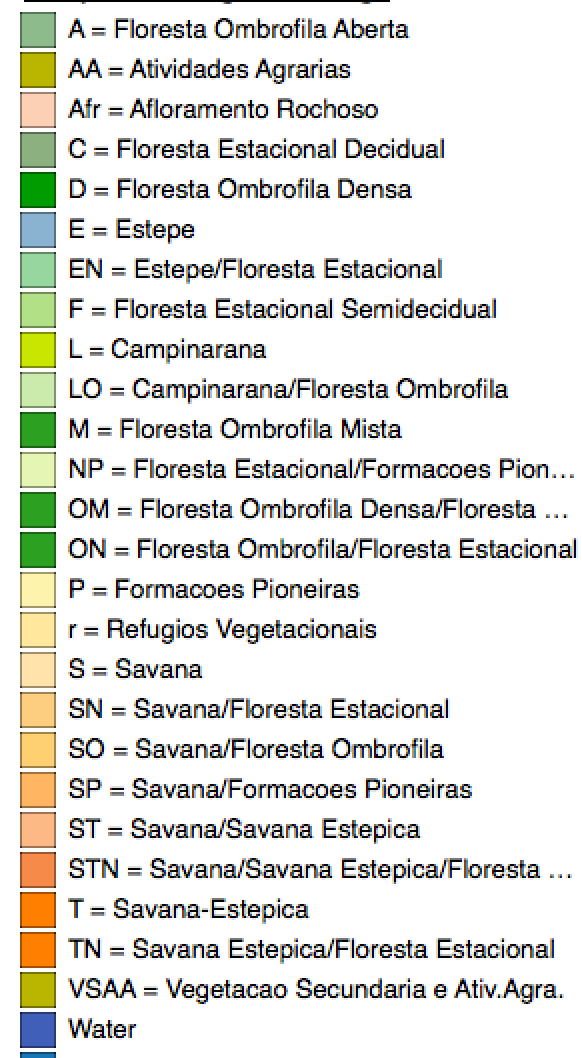 A = Floresta Ombrofila Aberta
AA = Atividades Agrarias
Afr = Afloramento Rochoso
C = Floresta Estacional Decidual
D = Floresta Ombrofila Densa
E = Estepe
EN = Estepe/Floresta Estacional
F = Floresta Estacional Semidecidual
L = Campinarana
LO = Campinarana/Floresta Ombrofila
M = Floresta Ombrofila Mista
NP = Floresta Estacional/Formacoes Pion…
OM = Floresta Ombrofila Densa/Floresta …
ON = Floresta Ombrofila/Floresta Estacional
P = Formacoes Pioneiras
r = Refugios Vegetacionais
S = Savana
SN = Savana/Floresta Estacional
SO = Savana/Floresta Ombrofila
SP = Savana/Formacoes Pioneiras
ST = Savana/Savana Estepica
STN = Savana/Savana Estepica/Floresta …
T = Savana-Estepica
TN = Savana Estepica/Floresta Estacional
VSAA = Vegetacao Secundaria e Ativ.Agra.
Water